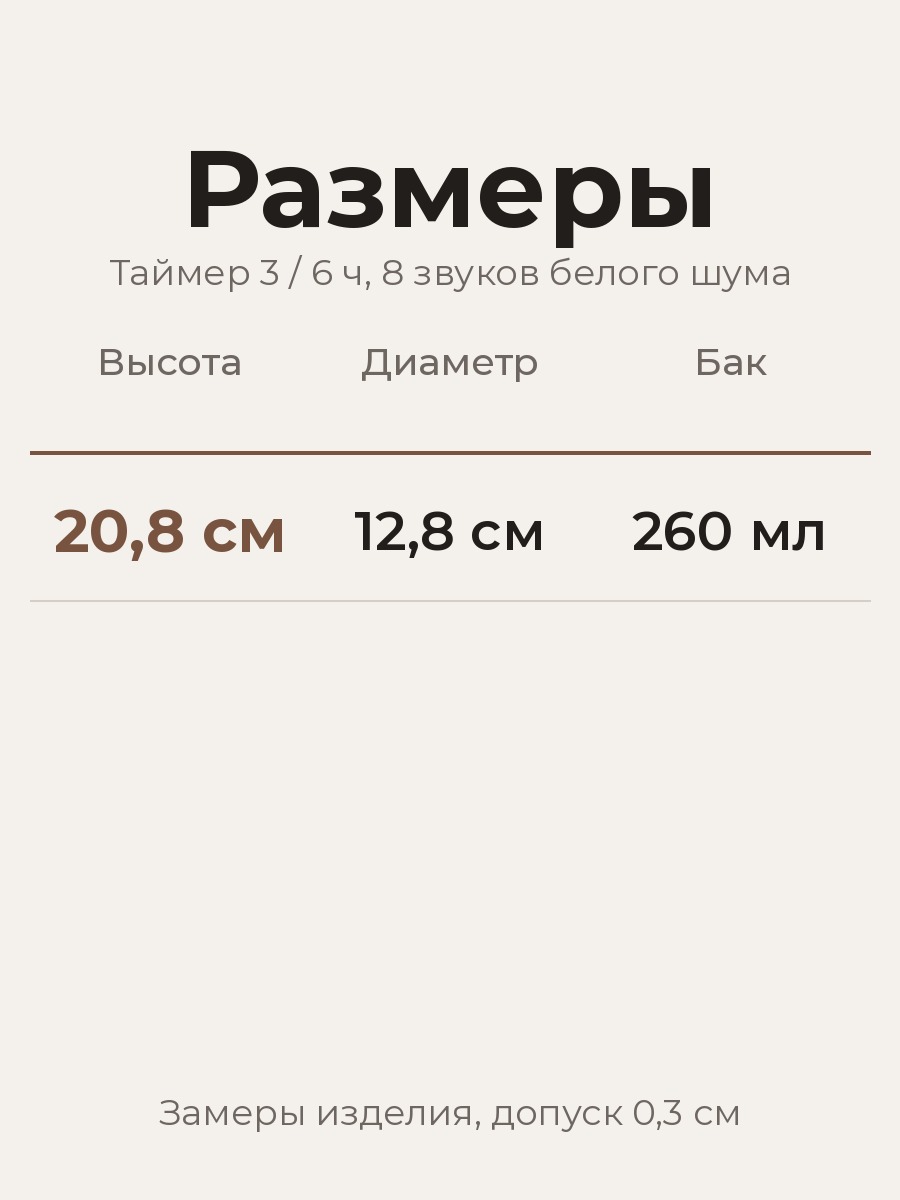 Размеры
Таймер 3 / 6 ч, 8 звуков белого шума
Высота Диаметр Бак
20,8 см 12,8 см 260 мл
Замеры изделия, допуск 0,3 см